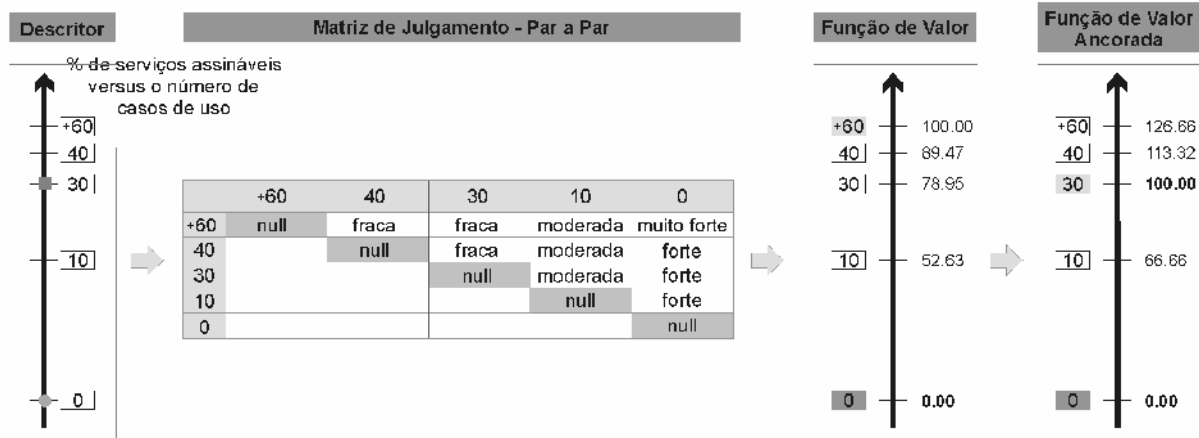 Descritor
Matriz de Julgamento - Par a Par
Função de Valor
Função de Valor
Ancorada
% de serviços assináveis
versus o número de
casos de uso
+60
40
30
10
0
+60 40 30 10 0
+60 null fraca fraca moderada muito forte
40 null fraca moderada forte
30 null moderada forte
10 null forte
0 null
+60 100.00
40 89.47
30 78.95
10 52.63
0 0.00
+60 126.66
40 113.32
30 100.00
10 66.66
0 0.00